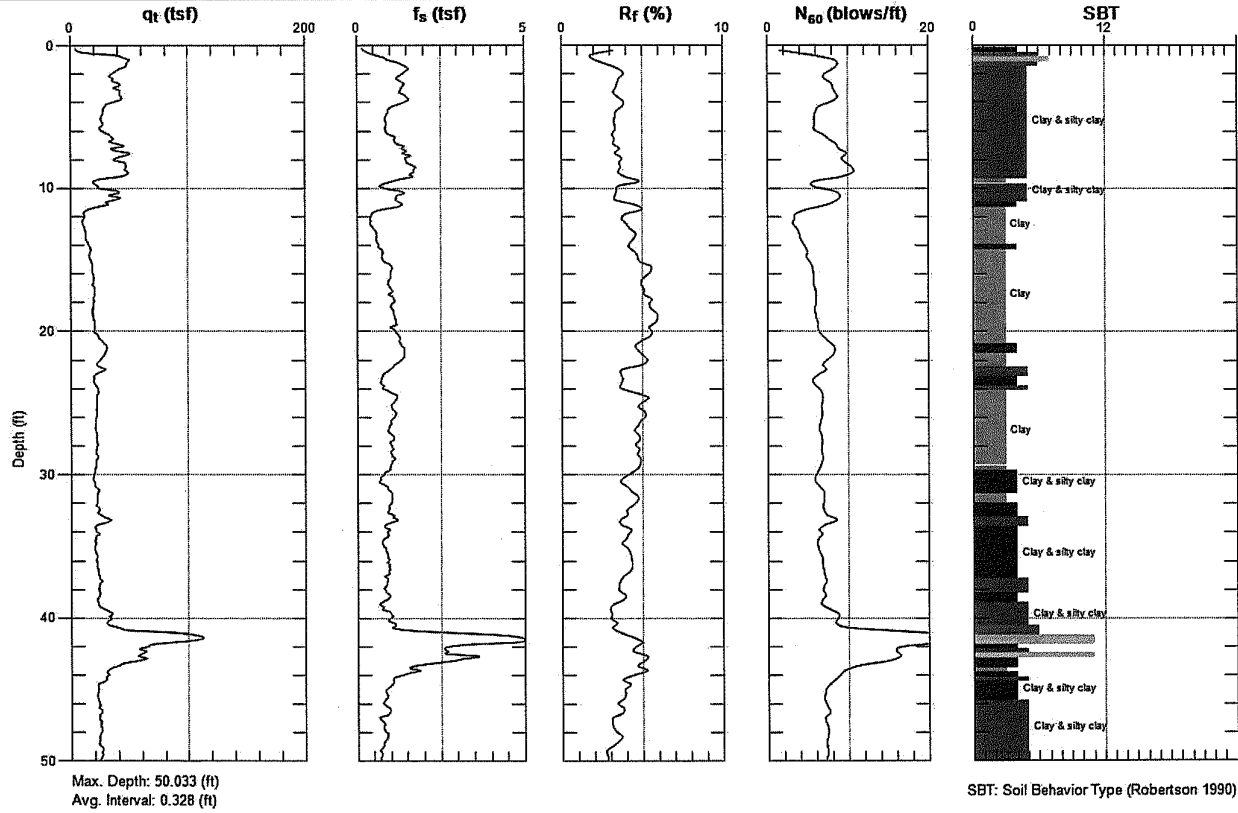 qt (tsf)
0 200
fs (tsf)
0 5
Rf (%)
0 10
N60 (blows/ft)
0 20
SBT
0 12
0
10
20
30
40
50
Depth (ft)
Clay & silty clay
Clay & silty clay
Clay
Clay
Clay
Clay & silty clay
Clay & silty clay
Clay & silty clay
Clay & silty clay
Clay & silty clay
Max. Depth: 50.033 (ft)
Avg. Interval: 0.328 (ft)
SBT: Soil Behavior Type (Robertson 1990)